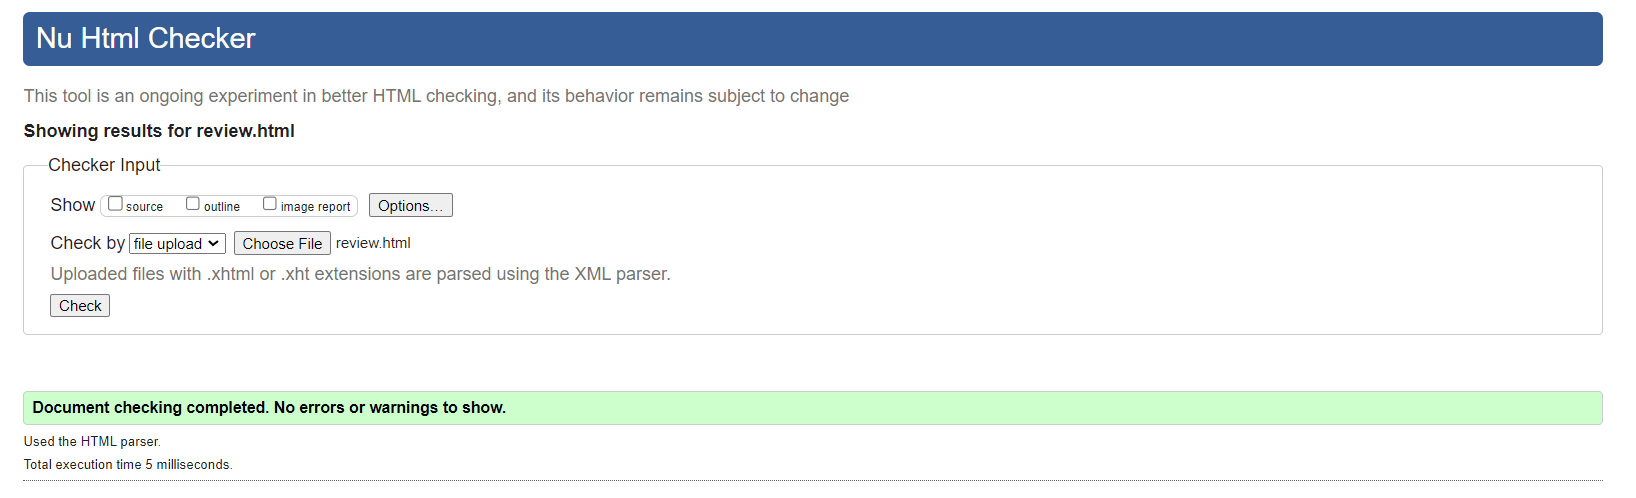 Nu Html Checker
This tool is an ongoing experiment in better HTML checking, and its behavior remains subject to change
Showing results for review.html
Checker Input
Show source outline image report Options...
Check by file upload Choose File review.html
Uploaded files with .xhtml or .xht extensions are parsed using the XML parser.
Check
Document checking completed. No errors or warnings to show.
Used the HTML parser.
Total execution time 5 milliseconds.